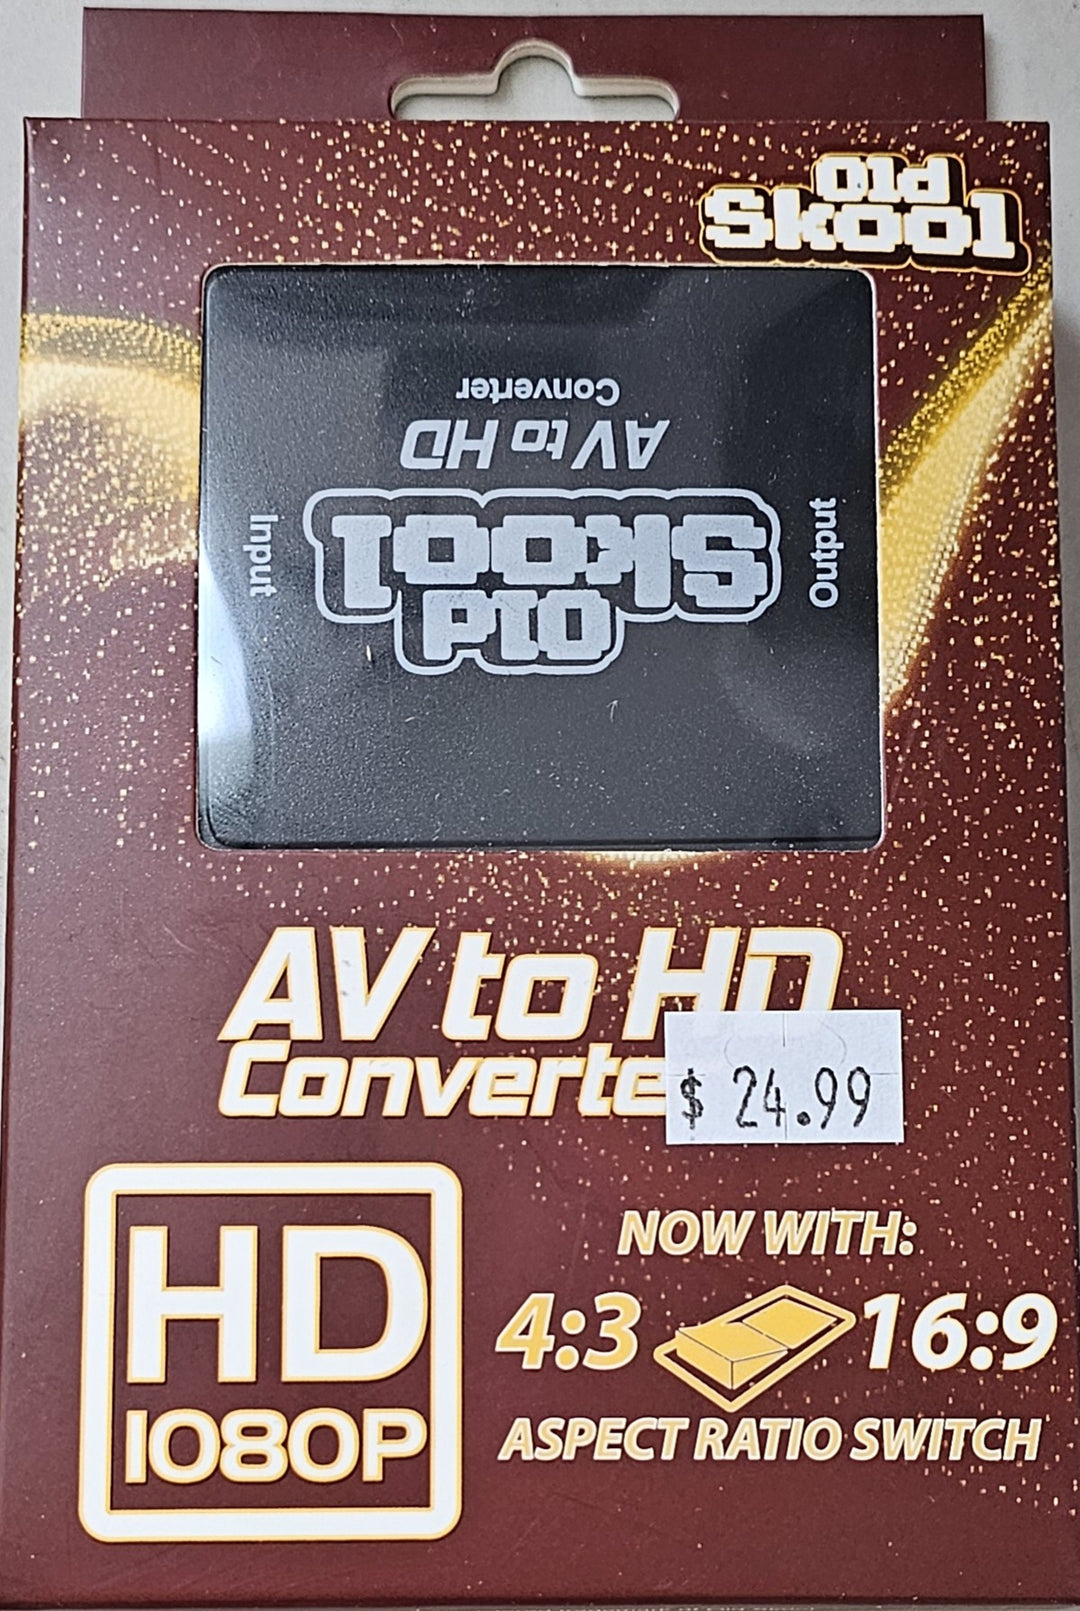 Old
Skool
Converter
AV to HD
Input
Output
Skool
Old
AV to HD
Converte
$ 24.99
HD
1080P
NOW WITH:
4:3 16:9
ASPECT RATIO SWITCH